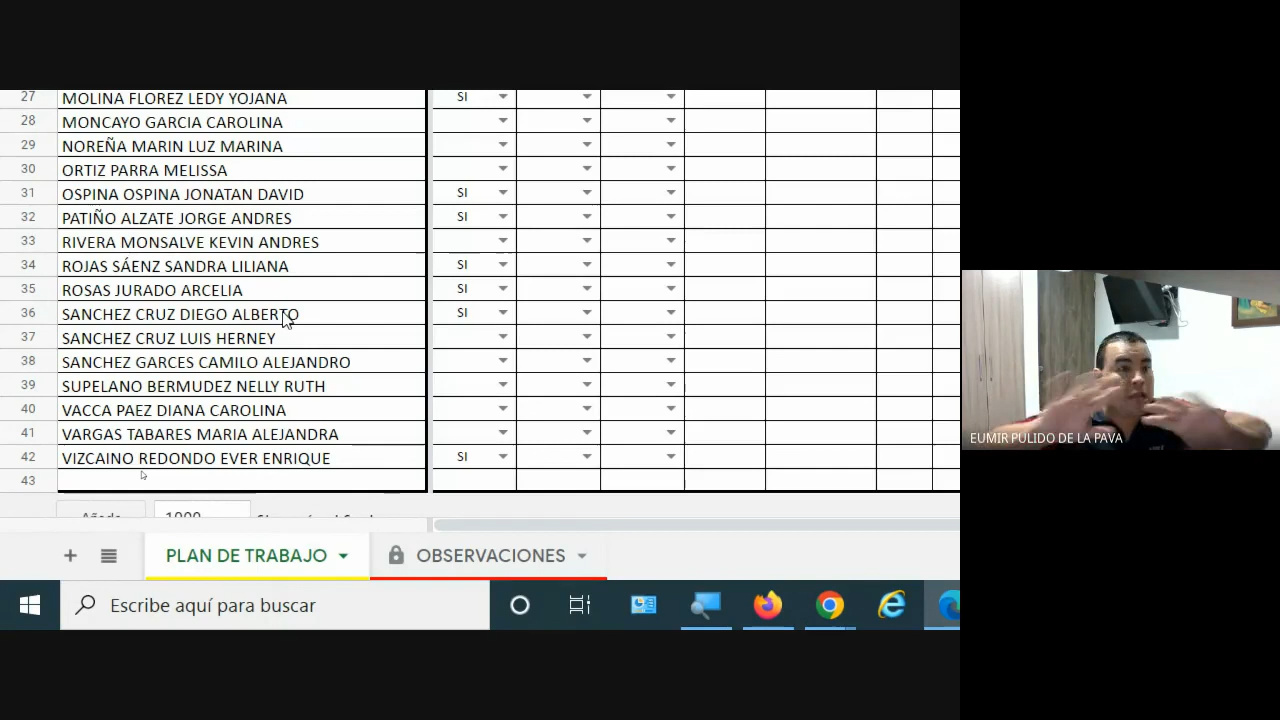 27 MOLINA FLOREZ LEDY YOJANA SI
28 MONCAYO GARCIA CAROLINA
29 NOREÑA MARIN LUZ MARINA
30 ORTIZ PARRA MELISSA
31 OSPINA OSPINA JONATAN DAVID SI
32 PATIÑO ALZATE JORGE ANDRES SI
33 RIVERA MONSALVE KEVIN ANDRES
34 ROJAS SÁENZ SANDRA LILIANA SI
35 ROSAS JURADO ARCELIA SI
36 SANCHEZ CRUZ DIEGO ALBERTO SI
37 SANCHEZ CRUZ LUIS HERNEY
38 SANCHEZ GARCES CAMILO ALEJANDRO
39 SUPELANO BERMUDEZ NELLY RUTH
40 VACCA PAEZ DIANA CAROLINA
41 VARGAS TABARES MARIA ALEJANDRA
42 VIZCAINO REDONDO EVER ENRIQUE SI
43
1000
PLAN DE TRABAJO OBSERVACIONES
Escribe aquí para buscar
EUMIR PULIDO DE LA PAVA